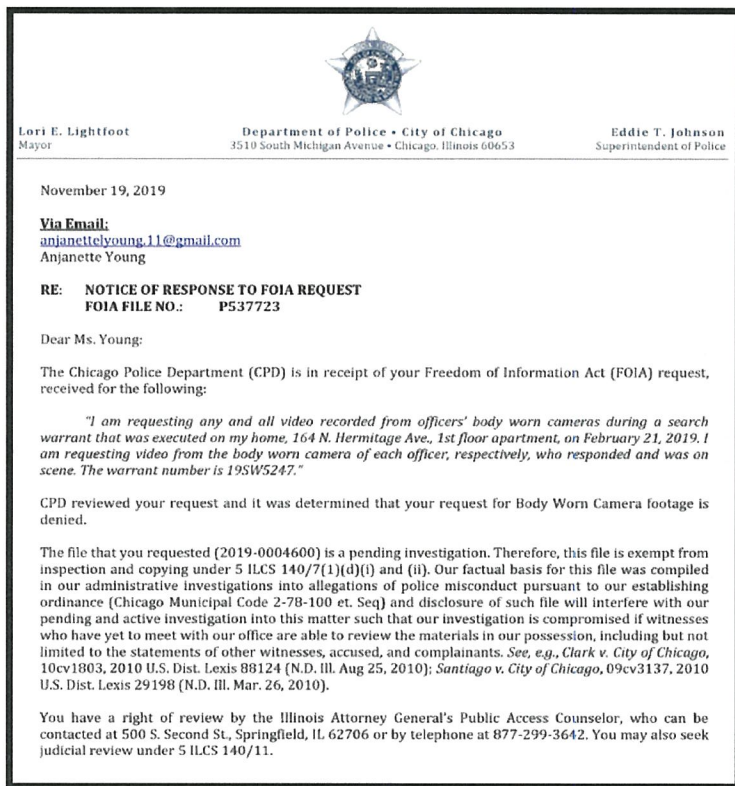 Lori E. Lightfoot
Mayor
Department of Police • City of Chicago
3510 South Michigan Avenue • Chicago, Illinois 60653
Eddie T. Johnson
Superintendent of Police
November 19, 2019
Via Email:
anjanettelyoung.11@gmail.com
Anjanette Young
RE: NOTICE OF RESPONSE TO FOIA REQUEST
FOIA FILE NO.: P537723
Dear Ms. Young:
The Chicago Police Department (CPD) is in receipt of your Freedom of Information Act (FOIA) request,
received for the following:
"I am requesting any and all video recorded from officers' body worn cameras during a search
warrant that was executed on my home, 164 N. Hermitage Ave., 1st floor apartment, on February 21, 2019. I
am requesting video from the body worn camera of each officer, respectively, who responded and was on
scene. The warrant number is 19SW5247."
CPD reviewed your request and it was determined that your request for Body Worn Camera footage is
denied.
The file that you requested (2019-0004600) is a pending investigation. Therefore, this file is exempt from
inspection and copying under 5 ILCS 140/7(1)(d)(i) and (ii). Our factual basis for this file was compiled
in our administrative investigations into allegations of police misconduct pursuant to our establishing
ordinance (Chicago Municipal Code 2-78-100 et. Seq) and disclosure of such file will interfere with our
pending and active investigation into this matter such that our investigation is compromised if witnesses
who have yet to meet with our office are able to review the materials in our possession, including but not
limited to the statements of other witnesses, accused, and complainants. See, e.g., Clark v. City of Chicago,
10cv1803, 2010 U.S. Dist. Lexis 88124 (N.D. Ill. Aug 25, 2010); Santiago v. City of Chicago, 09cv3137, 2010
U.S. Dist. Lexis 29198 (N.D. Ill. Mar. 26, 2010).
You have a right of review by the Illinois Attorney General's Public Access Counselor, who can be
contacted at 500 S. Second St., Springfield, IL 62706 or by telephone at 877-299-3642. You may also seek
judicial review under 5 ILCS 140/11.